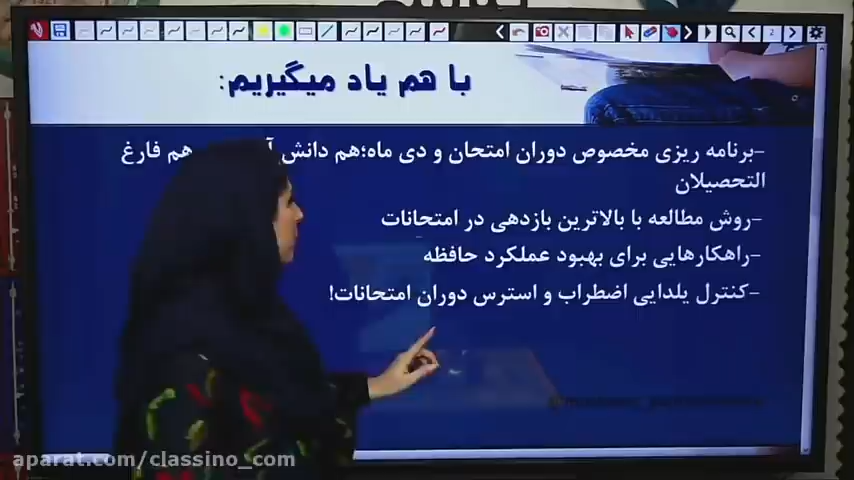 با هم یاد میگیریم:
-برنامه ریزی مخصوص دوران امتحان و دی ماه؛هم دانش هم فارغ
التحصیلان
-روش مطالعه با بالاترین بازدهی در امتحانات
-راهکارهایی برای بهبود عملکرد حافظه
-کنترل یلدایی اضطراب و استرس دوران امتحانات!
aparat.com/classino_com